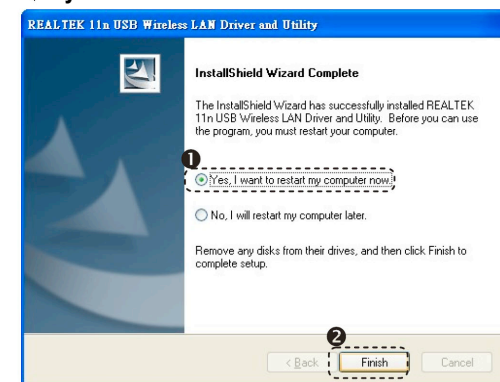 REALTEK 11n USB Wireless LAN Driver and Utility
InstallShield Wizard Complete
The InstallShield Wizard has successfully installed REALTEK
11n USB Wireless LAN Driver and Utility. Before you can use
the program, you must restart your computer.
1
Yes, I want to restart my computer now.
No, I will restart my computer later.
Remove any disks from their drives, and then click Finish to
complete setup.
2
< Back Finish Cancel